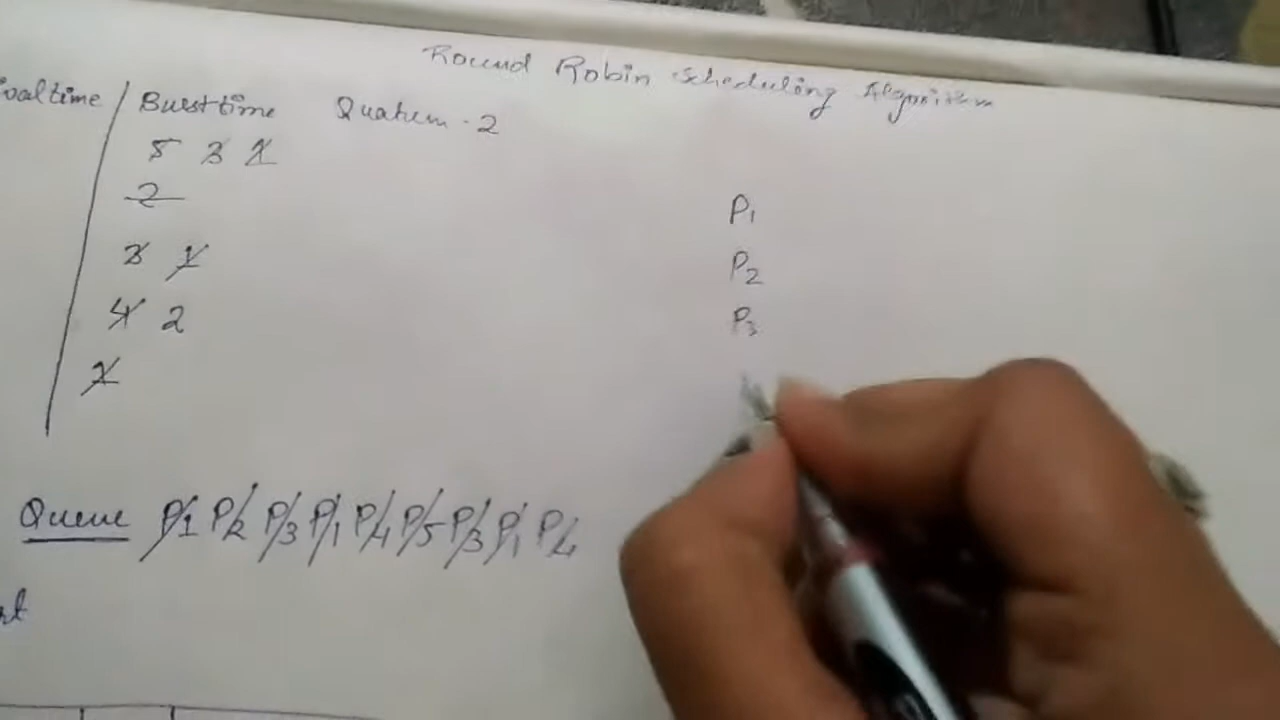 Round Robin Scheduling Algorithm
Burst time Quatum - 2
5 3 1
2
3 1
4 2
1
P1
P2
P3
Queue P1 P2 P3 P1 P4 P5 P3 P1 P4